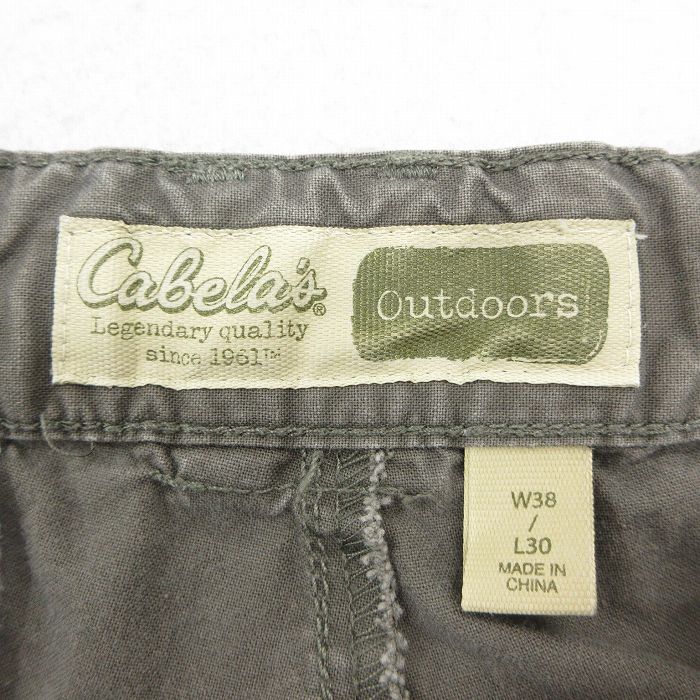 Cabela's®
Legendary quality
since 1961™
Outdoors
W38
/
L30
MADE IN
CHINA